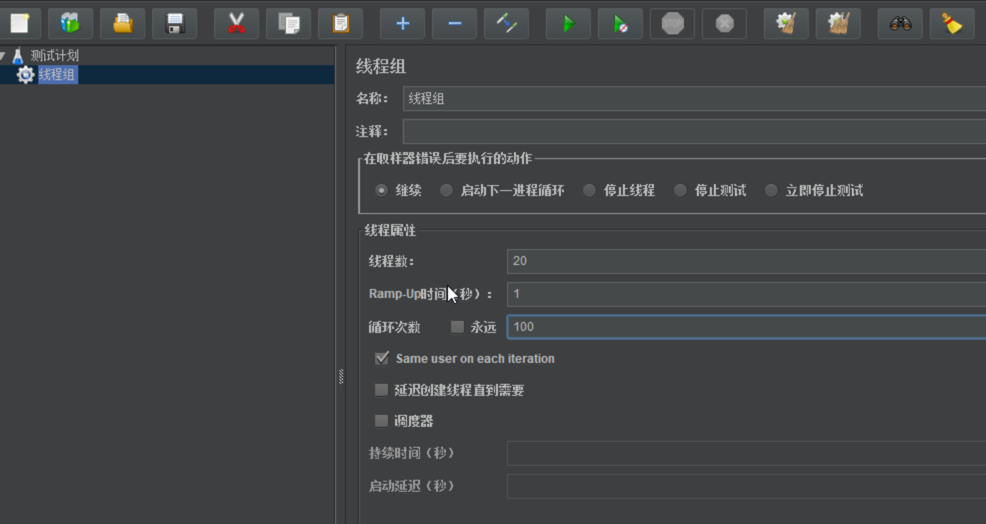 测试计划
线程组
线程组
名称： 线程组
注释：
在取样器错误后要执行的动作
继续 启动下一进程循环 停止线程 停止测试 立即停止测试
线程属性
线程数： 20
Ramp-Up时间（秒）： 1
循环次数 永远 100
Same user on each iteration
延迟创建线程直到需要
调度器
持续时间（秒）
启动延迟（秒）